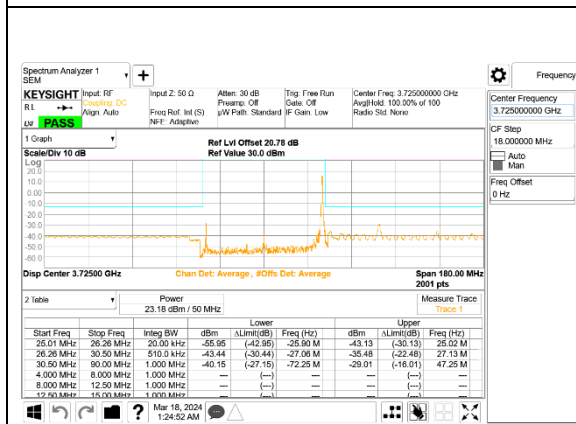 Spectrum Analyzer 1
SEM
Frequency
KEYSIGHT Input: RF Input Z: 50 Ω Atten: 30 dB Trig: Free Run Center Freq: 3.725000000 GHz
RL Coupling: DC Preamp: Off Gate: Off Avg|Hold: 100.00% of 100
Align: Auto Freq Ref: Int (S) µW Path: Standard IF Gain: Low Radio Std: None
PASS NFE: Adaptive
Center Frequency
3.725000000 GHz
CF Step
18.000000 MHz
Auto
Man
Freq Offset
0 Hz
1 Graph
Ref Lvl Offset 20.78 dB
Scale/Div 10 dB Ref Value 30.0 dBm
Log
20.0
10.0
0.00
-10.0
-20.0
-30.0
-40.0
-50.0
-60.0
Disp Center 3.72500 GHz Chan Det: Average , #Offs Det: Average Span 180.00 MHz
2001 pts
2 Table Power Measure Trace
23.18 dBm / 50 MHz Trace 1
Lower Upper
Start Freq Stop Freq Integ BW dBm ΔLimit(dB) Freq (Hz) dBm ΔLimit(dB) Freq (Hz)
25.01 MHz 26.26 MHz 20.00 kHz -55.95 (-42.95) -25.90 M -43.13 (-30.13) 25.02 M
26.26 MHz 30.50 MHz 510.0 kHz -43.44 (-30.44) -27.06 M -35.48 (-22.48) 27.13 M
30.50 MHz 90.00 MHz 1.000 MHz -40.15 (-27.15) -72.25 M -29.01 (-16.01) 47.25 M
4.000 MHz 8.000 MHz 1.000 MHz --- (---) --- --- (---) ---
8.000 MHz 12.50 MHz 1.000 MHz --- (---) --- --- (---) ---
12.50 MHz 15.00 MHz 1.000 MHz --- (---) --- --- (---) ---
? Mar 18, 2024
1:24:52 AM